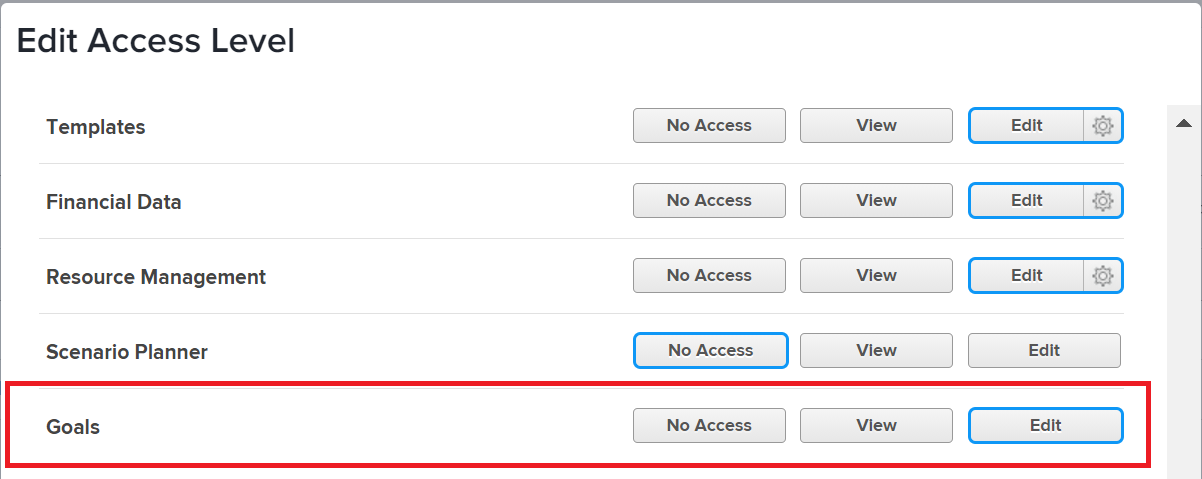 Edit Access Level
Templates No Access View Edit
Financial Data No Access View Edit
Resource Management No Access View Edit
Scenario Planner No Access View Edit
Goals No Access View Edit